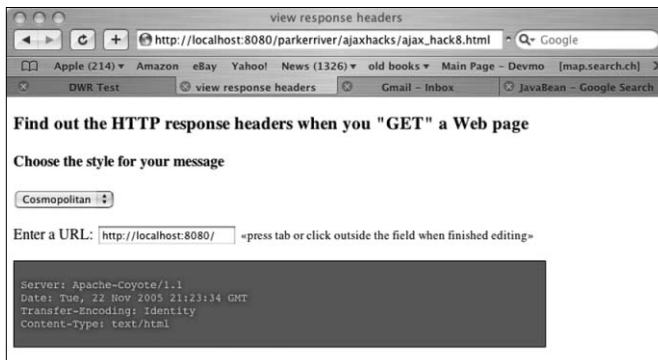 view response headers
http://localhost:8080/parkerriver/ajaxhacks/ajax_hack8.html Google
Apple (214) ▾ Amazon eBay Yahoo! News (1326) ▾ old books ▾ Main Page – Devmo [map.search.ch]
DWR Test view response headers Gmail – Inbox JavaBean – Google Search
Find out the HTTP response headers when you "GET" a Web page
Choose the style for your message
Cosmopolitan
Enter a URL: http://localhost:8080/ «press tab or click outside the field when finished editing»
Server: Apache-Coyote/1.1
Date: Tue, 22 Nov 2005 21:23:34 GMT
Transfer-Encoding: Identity
Content-Type: text/html